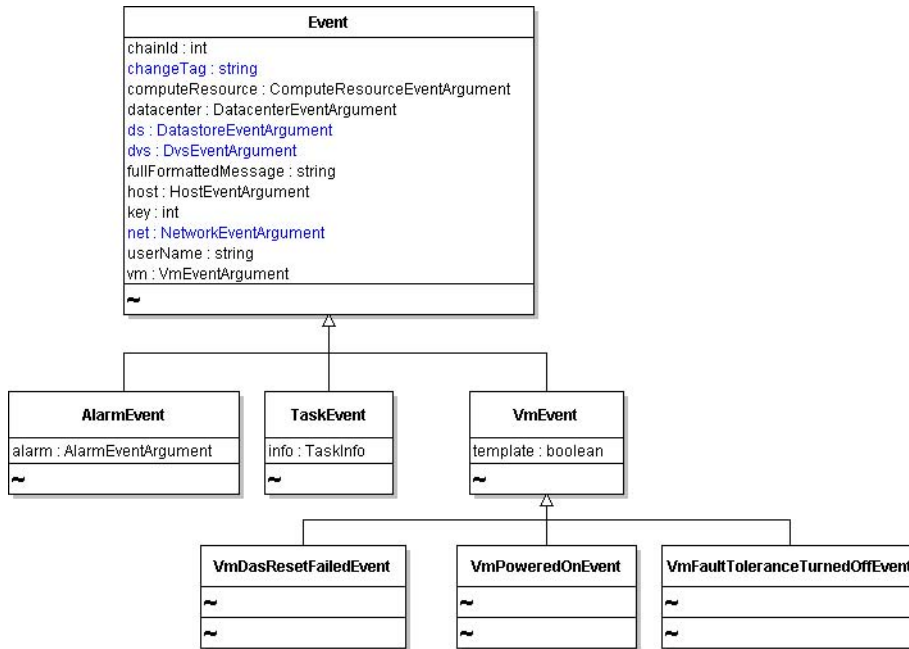 Event
chainId : int
changeTag : string
computeResource : ComputeResourceEventArgument
datacenter : DatacenterEventArgument
ds : DatastoreEventArgument
dvs : DvsEventArgument
fullFormattedMessage : string
host : HostEventArgument
key : int
net : NetworkEventArgument
userName : string
vm : VmEventArgument
~
AlarmEvent
alarm : AlarmEventArgument
~
TaskEvent
info : TaskInfo
~
VmEvent
template : boolean
~
VmDasResetFailedEvent
~
~
VmPoweredOnEvent
~
~
VmFaultToleranceTurnedOffEvent
~
~